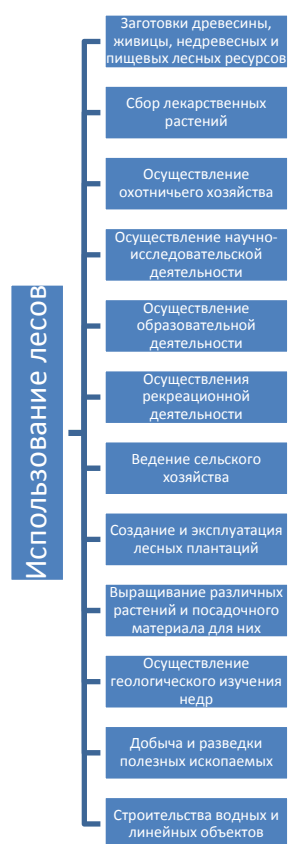 Использование лесов
Заготовки древесины,
живицы, недревесных и
пищевых лесных ресурсов
Сбор лекарственных
растений
Осуществление
охотничьего хозяйства
Осуществление научно-
исследовательской
деятельности
Осуществление
образовательной
деятельности
Осуществления
рекреационной
деятельности
Ведение сельского
хозяйства
Создание и эксплуатация
лесных плантаций
Выращивание различных
растений и посадочного
материала для них
Осуществление
геологического изучения
недр
Добыча и разведки
полезных ископаемых
Строительства водных и
линейных объектов